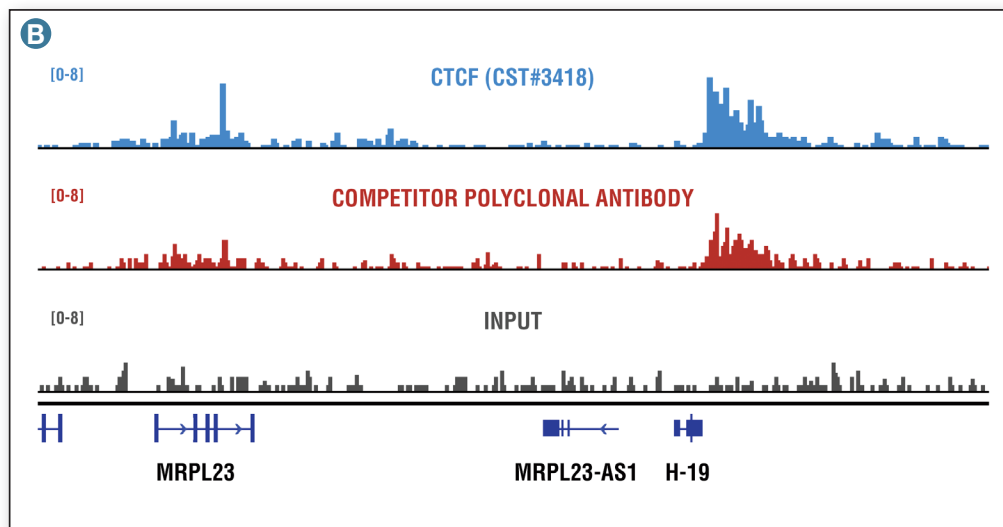 B
[0-8]
CTCF (CST#3418)
[0-8]
COMPETITOR POLYCLONAL ANTIBODY
[0-8]
INPUT
MRPL23
MRPL23-AS1
H-19